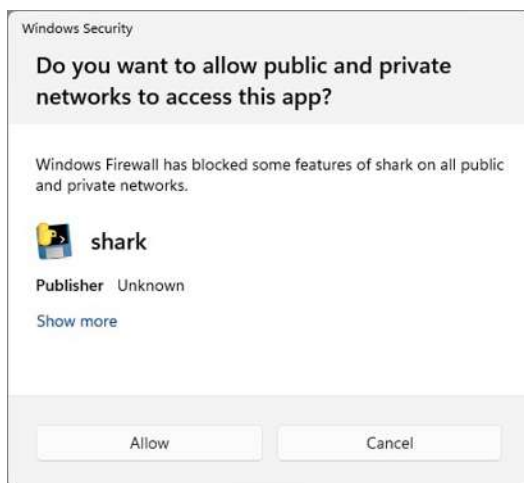 Windows Security
Do you want to allow public and private
networks to access this app?
Windows Firewall has blocked some features of shark on all public
and private networks.
shark
Publisher Unknown
Show more
Allow
Cancel